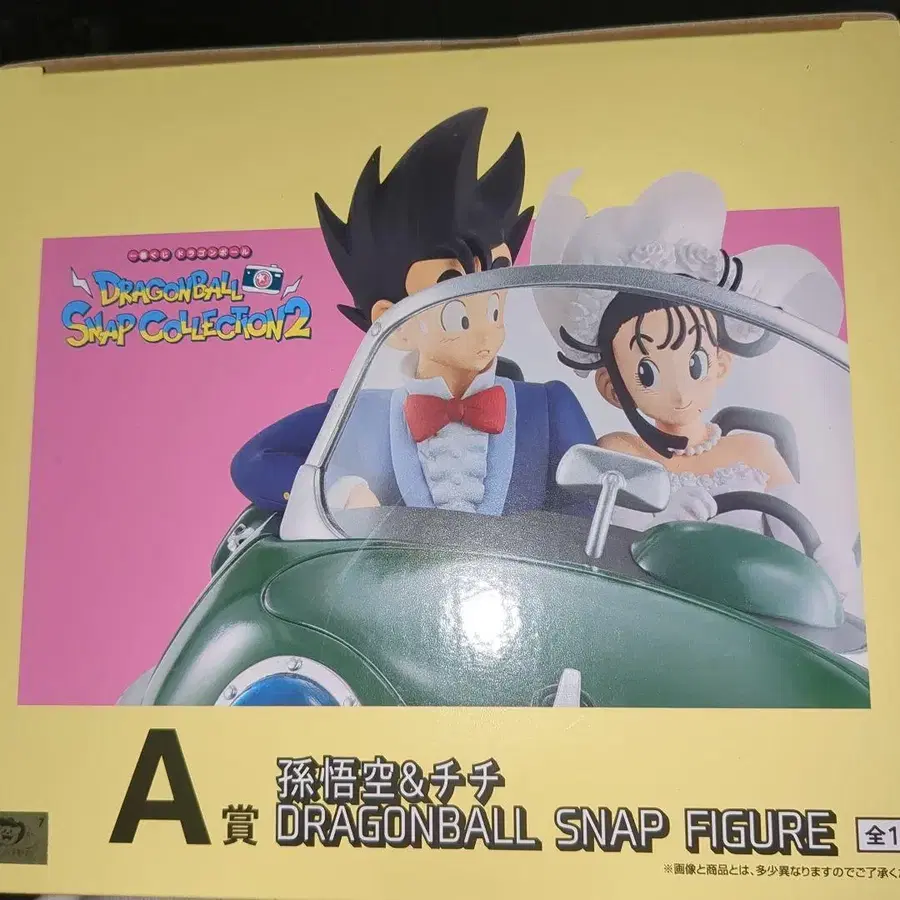 一番くじ ドラゴンボール
DRAGONBALL
SNAP COLLECTION2
A賞
孫悟空&チチ
DRAGONBALL SNAP FIGURE
全1
※画像と商品とは、多少異なりますのでご了承くだ